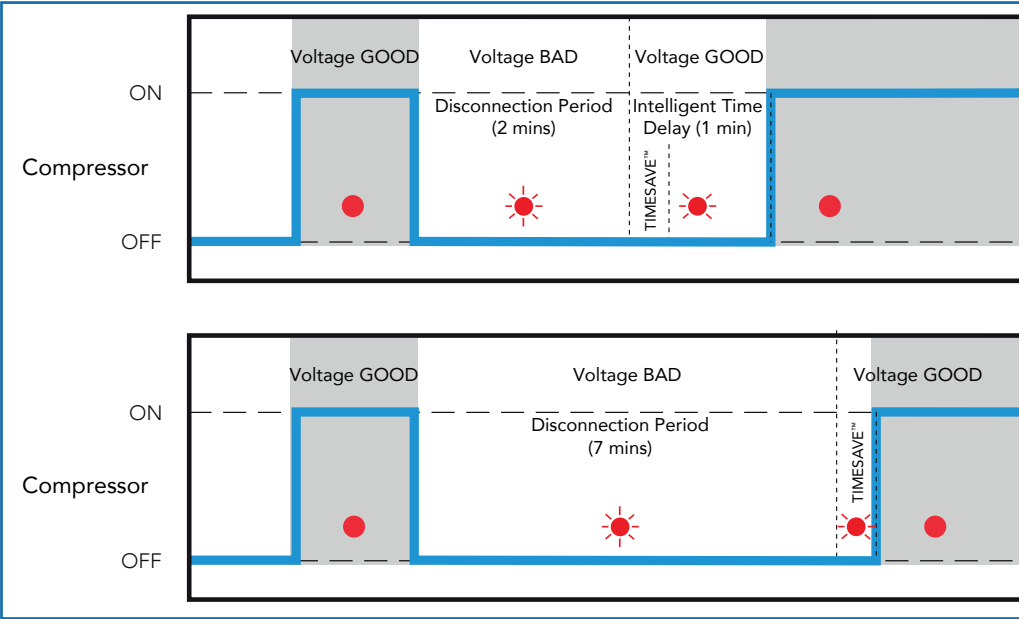 Voltage GOOD Voltage BAD Voltage GOOD
ON
Disconnection Period Intelligent Time
(2 mins) Delay (1 min)
TIMESAVE™
Compressor
OFF
Voltage GOOD Voltage BAD Voltage GOOD
ON
Disconnection Period
(7 mins)
TIMESAVE™
Compressor
OFF